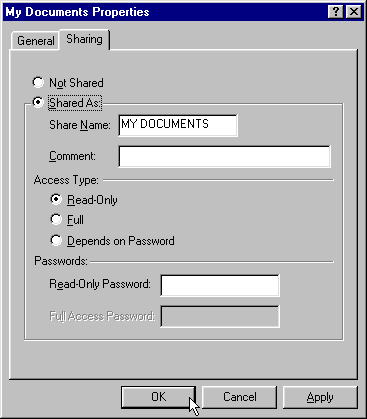 My Documents Properties
General Sharing
Not Shared
Shared As:
Share Name: MY DOCUMENTS
Comment:
Access Type:
Read-Only
Full
Depends on Password
Passwords:
Read-Only Password:
Full Access Password:
OK Cancel Apply